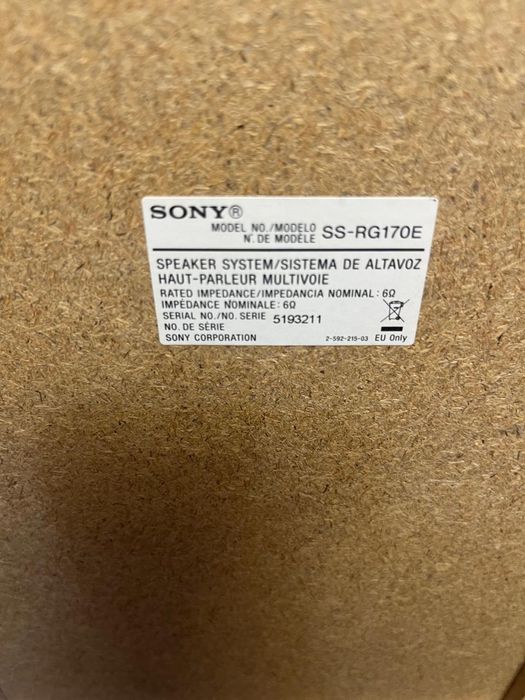 SONY®
MODEL NO./MODELO
N°. DE MODÈLE SS-RG170E
SPEAKER SYSTEM/SISTEMA DE ALTAVOZ
HAUT-PARLEUR MULTIVOIE
RATED IMPEDANCE/IMPEDANCIA NOMINAL: 6Ω
IMPÉDANCE NOMINALE: 6Ω
SERIAL NO./NO. SERIE 5193211
NO. DE SÉRIE
SONY CORPORATION 2-592-215-03 EU Only